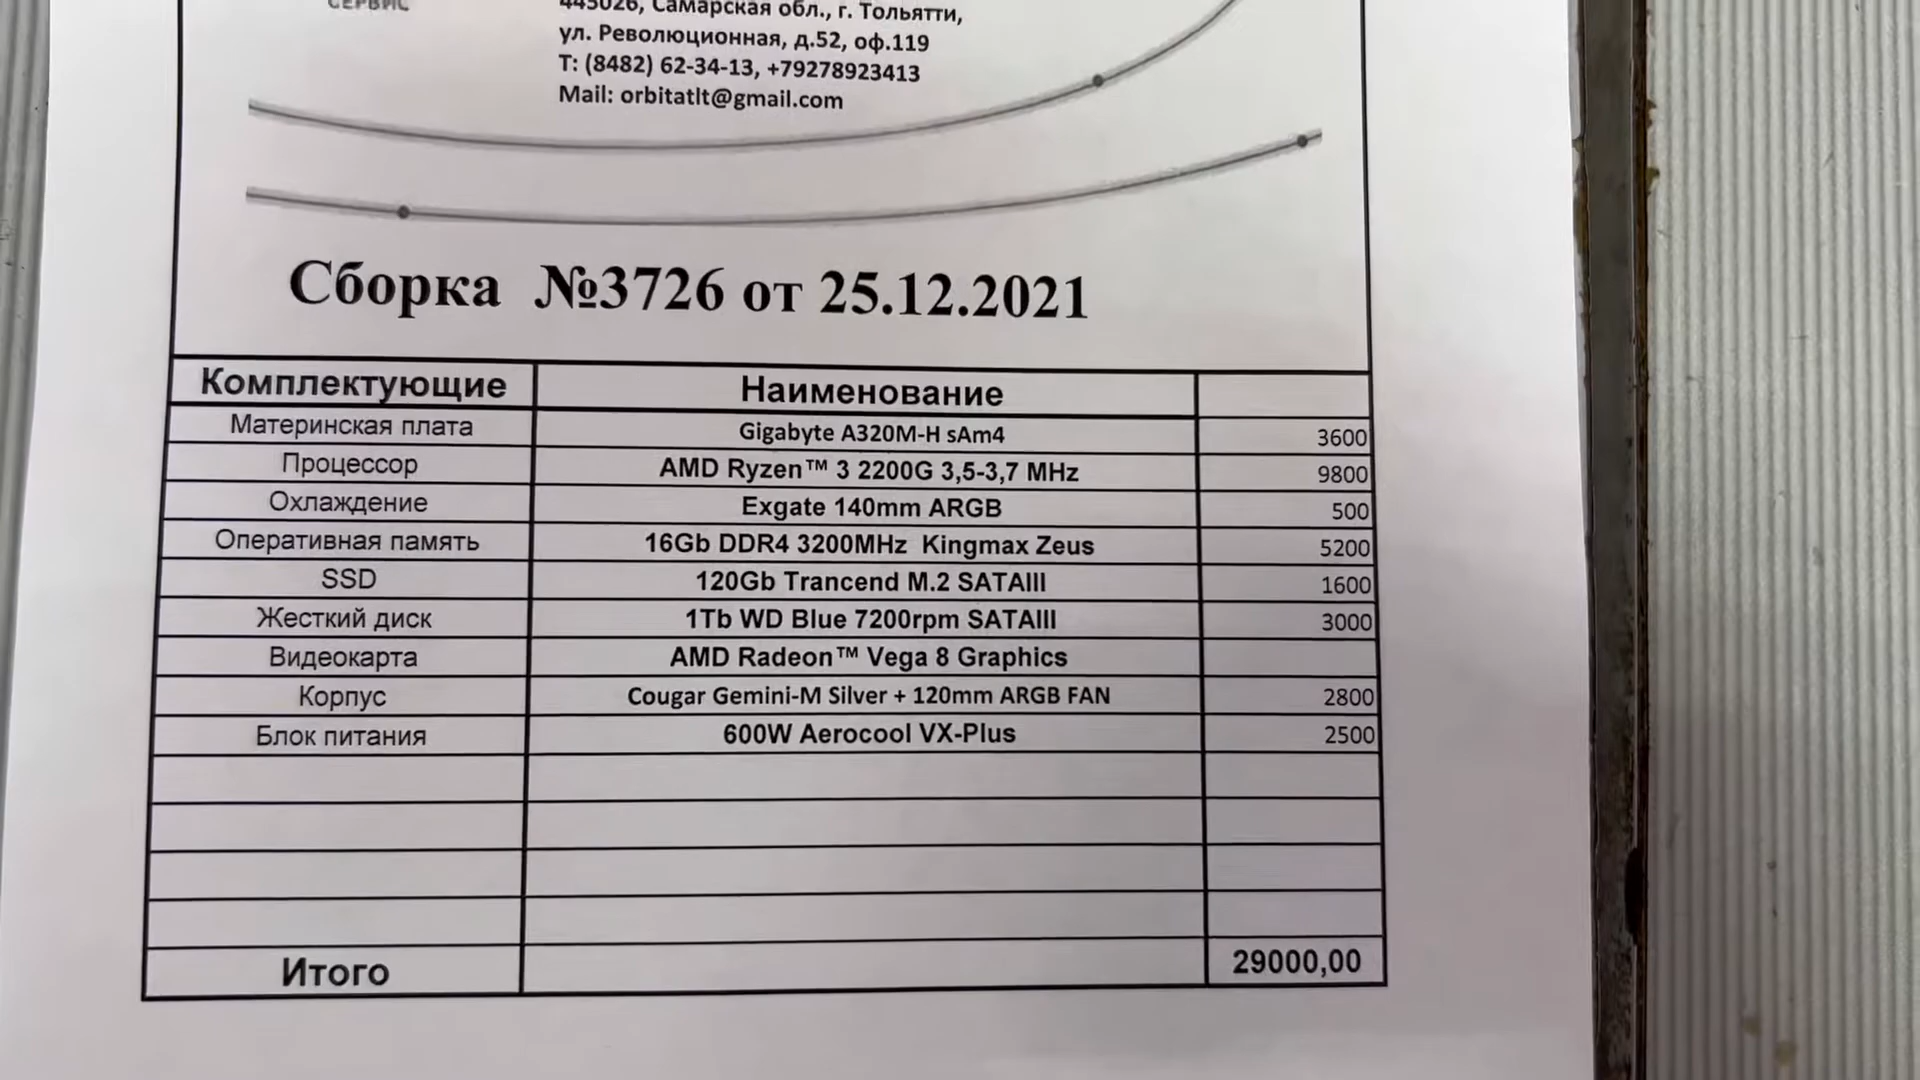 СЕРВИС
445026, Самарская обл., г. Тольятти,
ул. Революционная, д.52, оф.119
Т: (8482) 62-34-13, +79278923413
Mail: orbitatlt@gmail.com
Сборка №3726 от 25.12.2021
Комплектующие Наименование
Материнская плата Gigabyte A320M-H sAm4 3600
Процессор AMD Ryzen™ 3 2200G 3,5-3,7 MHz 9800
Охлаждение Exgate 140mm ARGB 500
Оперативная память 16Gb DDR4 3200MHz Kingmax Zeus 5200
SSD 120Gb Trancend M.2 SATAIII 1600
Жесткий диск 1Tb WD Blue 7200rpm SATAIII 3000
Видеокарта AMD Radeon™ Vega 8 Graphics
Корпус Cougar Gemini-M Silver + 120mm ARGB FAN 2800
Блок питания 600W Aerocool VX-Plus 2500
Итого 29000,00